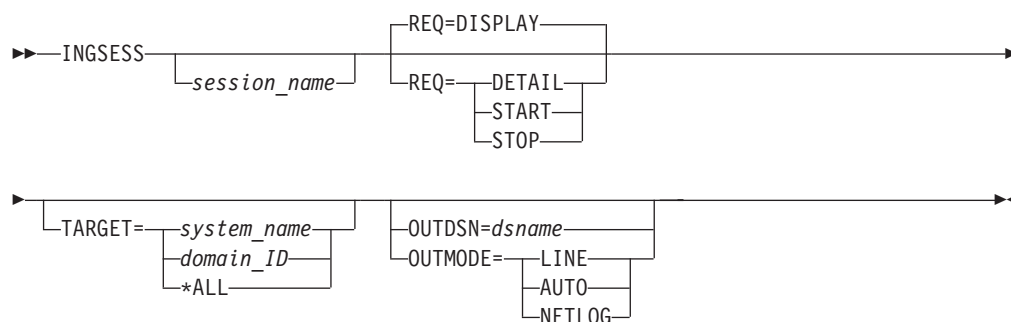 REQ=DISPLAY
INGSESS
session_name
REQ=
DETAIL
START
STOP
TARGET=
system_name
domain_ID
*ALL
OUTDSN=dsname
OUTMODE=
LINE
AUTO
NETLOG